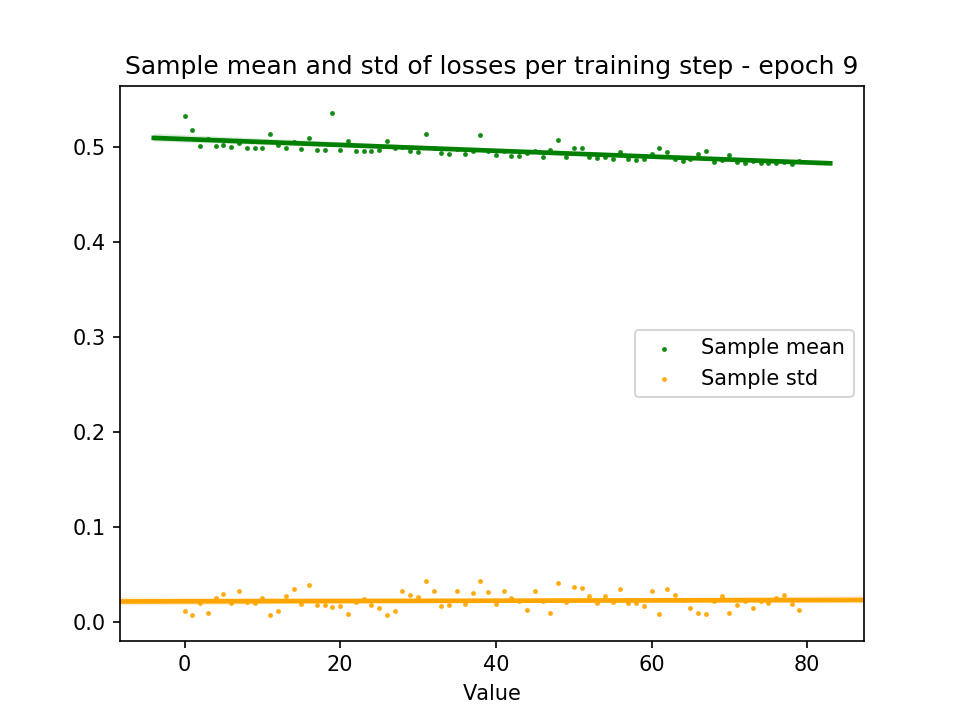 Sample mean and std of losses per training step - epoch 9
0.5
0.4
0.3
0.2
0.1
0.0
Sample mean
Sample std
0 20 40 60 80
Value